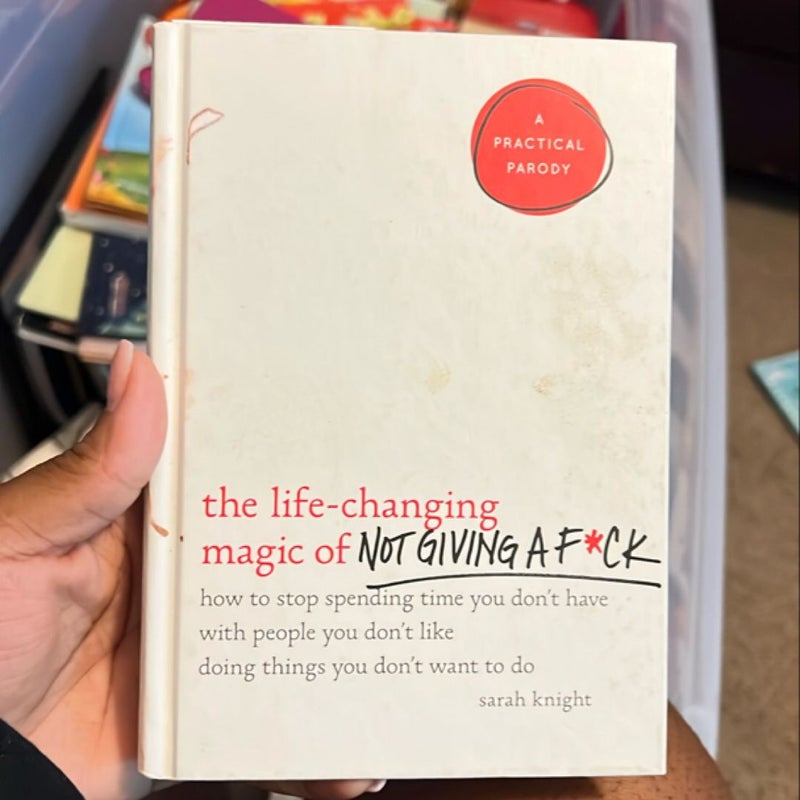 A
PRACTICAL
PARODY
the life-changing
magic of NOT GIVING A F*CK
how to stop spending time you don't have
with people you don't like
doing things you don't want to do
sarah knight